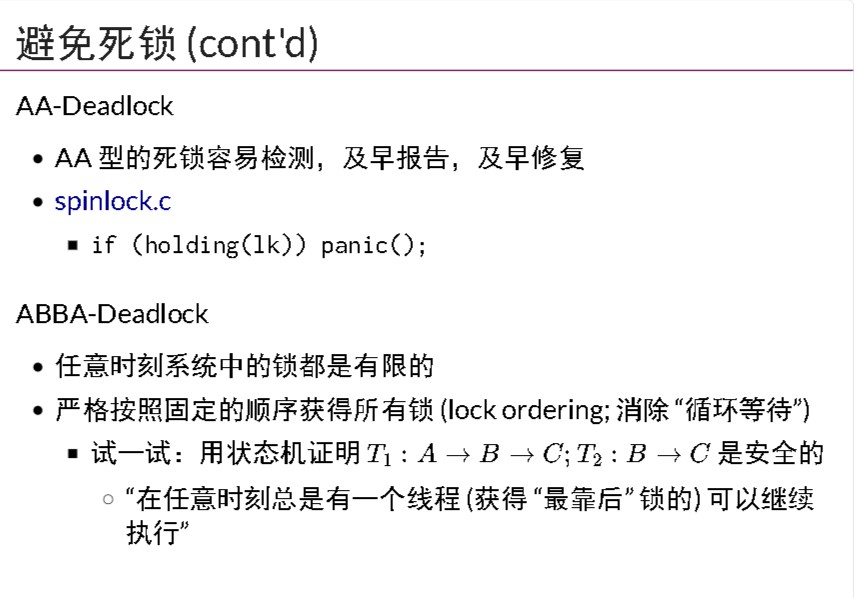 避免死锁 (cont'd)
AA-Deadlock
• AA 型的死锁容易检测，及早报告，及早修复
• spinlock.c
▪ if (holding(lk)) panic();
ABBA-Deadlock
• 任意时刻系统中的锁都是有限的
• 严格按照固定的顺序获得所有锁 (lock ordering; 消除 “循环等待”)
▪ 试一试：用状态机证明 T₁ : A → B → C; T₂ : B → C 是安全的
○ “在任意时刻总是有一个线程 (获得 “最靠后” 锁的) 可以继续
执行”